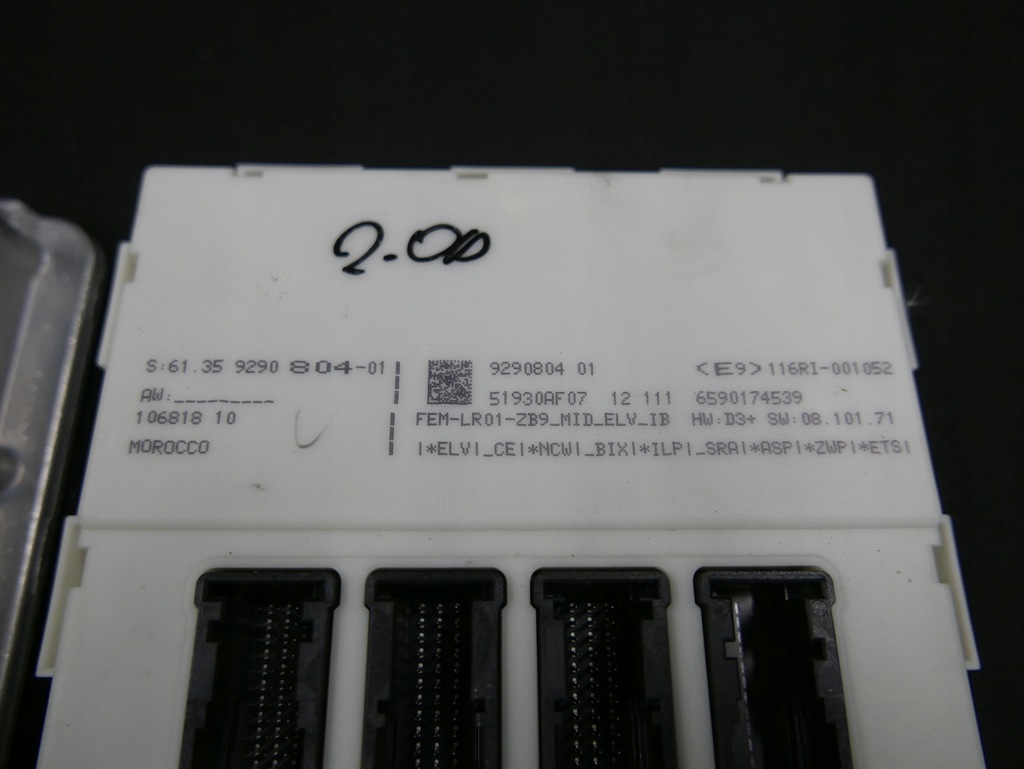 2.0D
S:61.35 9290 804-01
AW:_________
106818 10
MOROCCO
9290804 01 <E9>116RI-001052
51930AF07 12 111 6590174539
FEM-LR01-ZB9_MID_ELV_IB HW:D3+ SW:08.101.71
|*ELV|_CE|*NCW|_BIX|*ILP|_SRA|*ASP|*ZWP|*ETS|